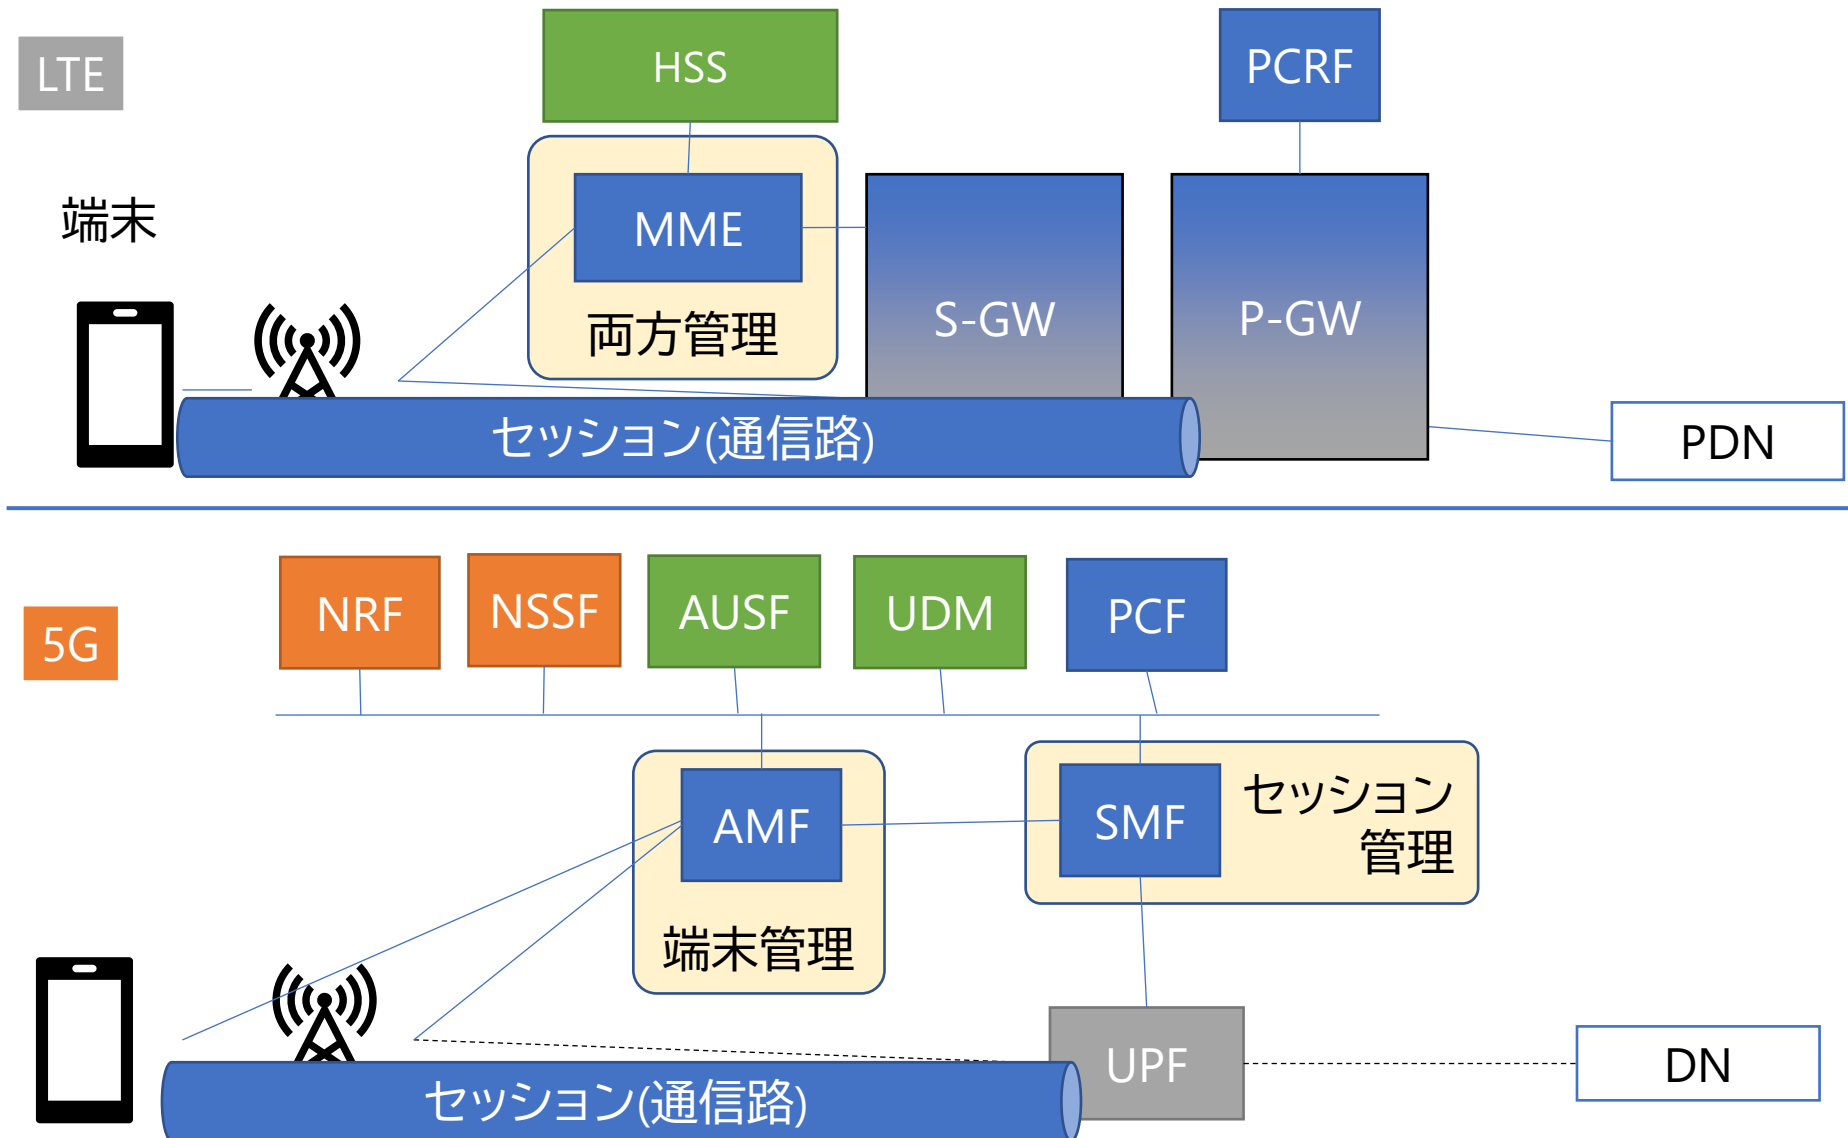 LTE
HSS
PCRF
端末
MME
両方管理
S-GW
P-GW
セッション(通信路)
PDN
5G
NRF
NSSF
AUSF
UDM
PCF
AMF
端末管理
SMF
セッション
管理
UPF
DN
セッション(通信路)